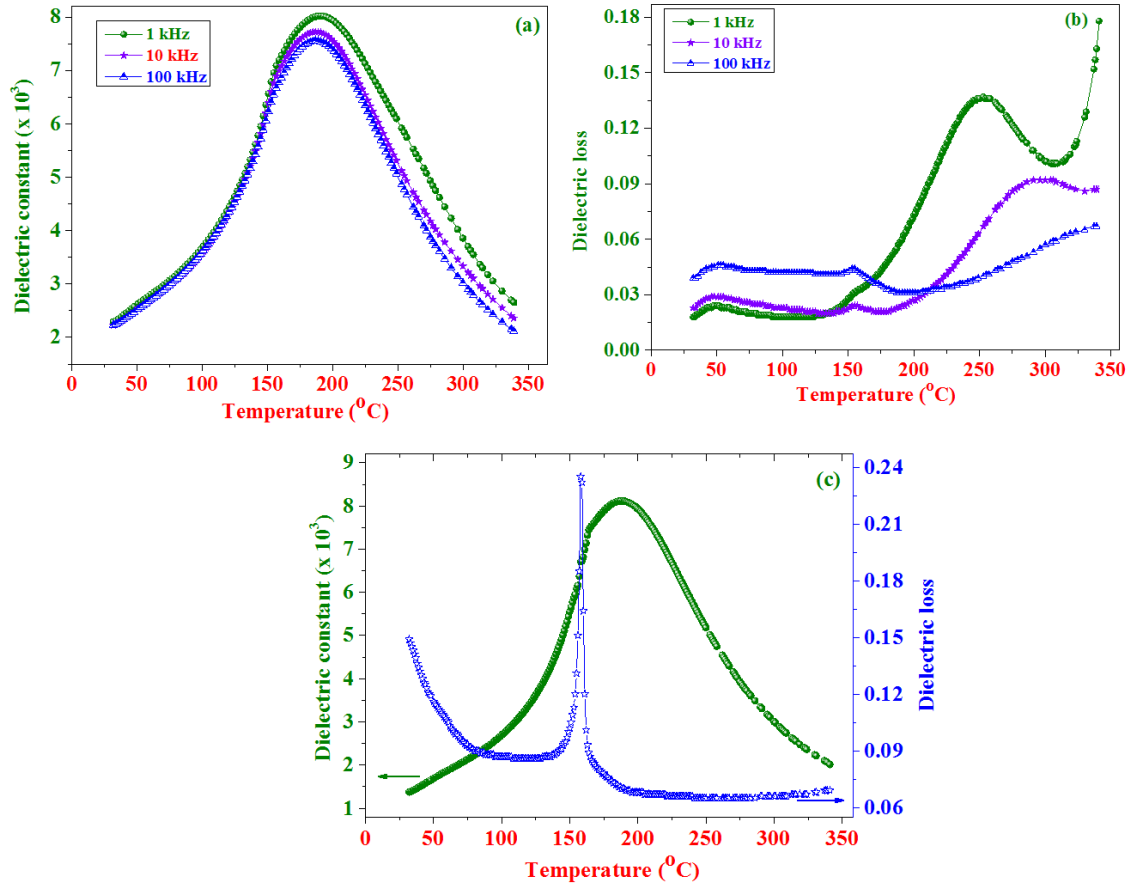 (a)
1 kHz
10 kHz
100 kHz
Dielectric constant (x 10³)
8
7
6
5
4
3
2
0 50 100 150 200 250 300 350
Temperature (⁰C)
(b)
1 kHz
10 kHz
100 kHz
Dielectric loss
0.18
0.15
0.12
0.09
0.06
0.03
0.00
0 50 100 150 200 250 300 350
Temperature (⁰C)
(c)
Dielectric constant (x 10³)
9
8
7
6
5
4
3
2
1
0 50 100 150 200 250 300 350
Temperature (⁰C)
0.24
0.21
0.18
0.15
0.12
0.09
0.06
Dielectric loss